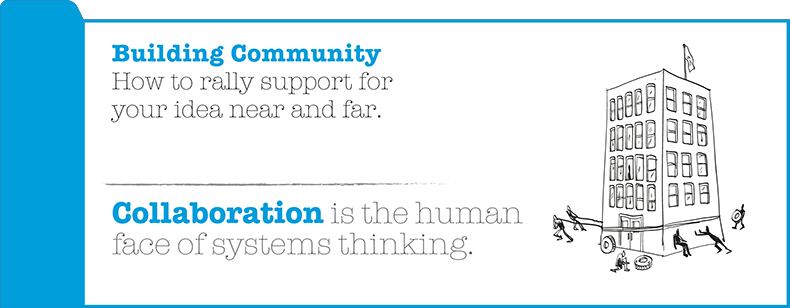 Building Community
How to rally support for
your idea near and far.
Collaboration is the human
face of systems thinking.